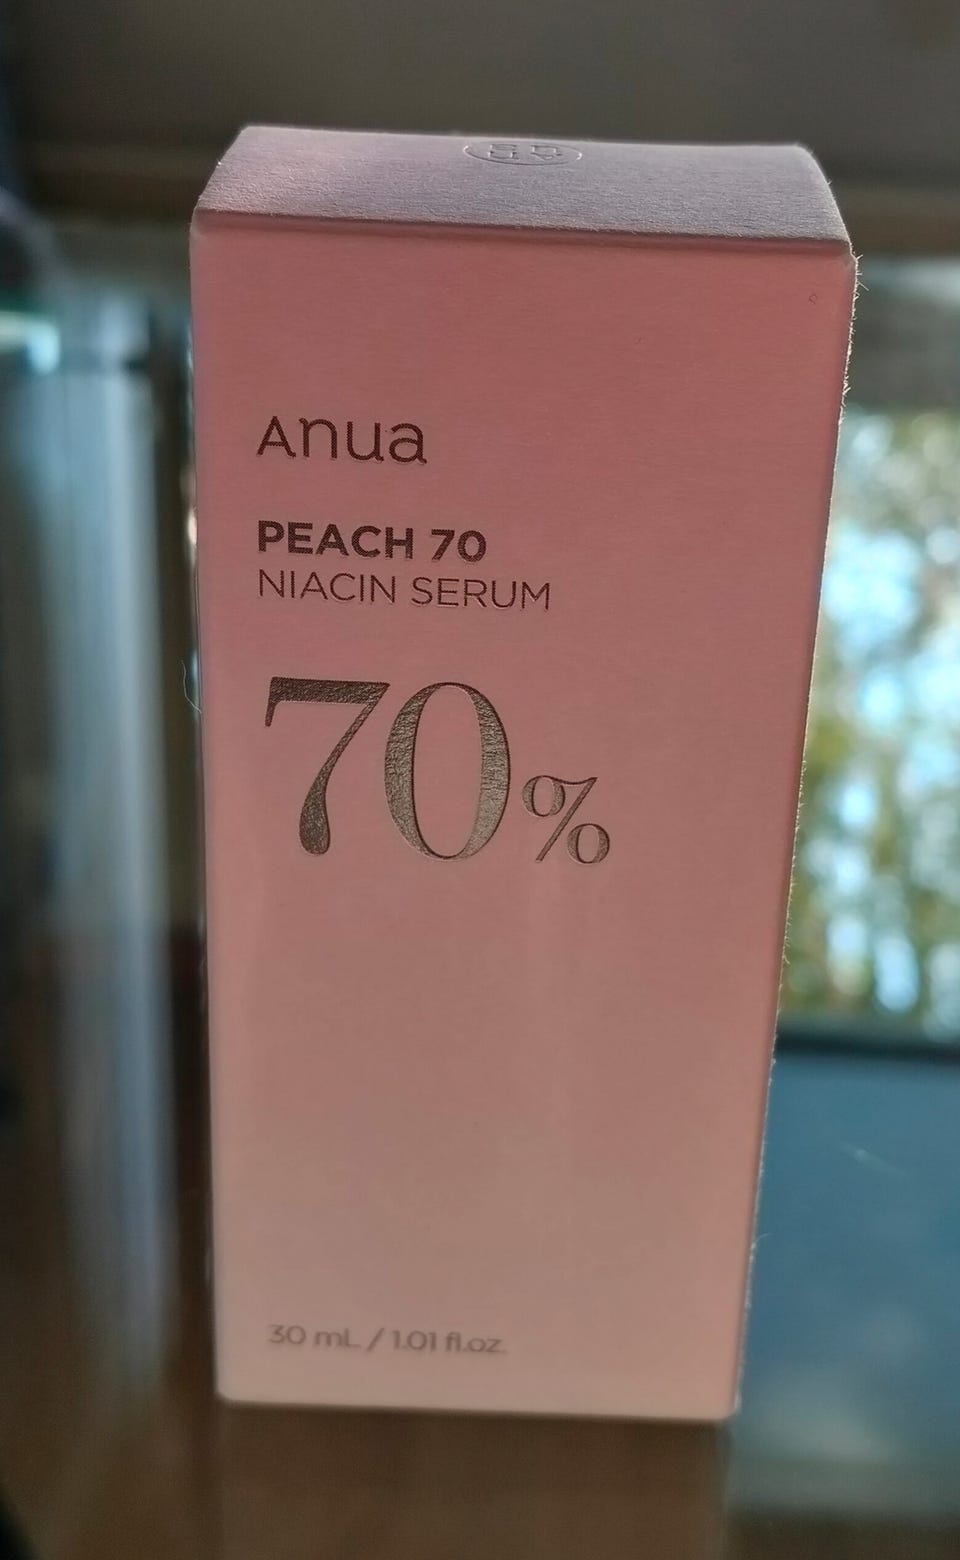 Anua
PEACH 70
NIACIN SERUM
70%
30 mL / 1.01 fl.oz.